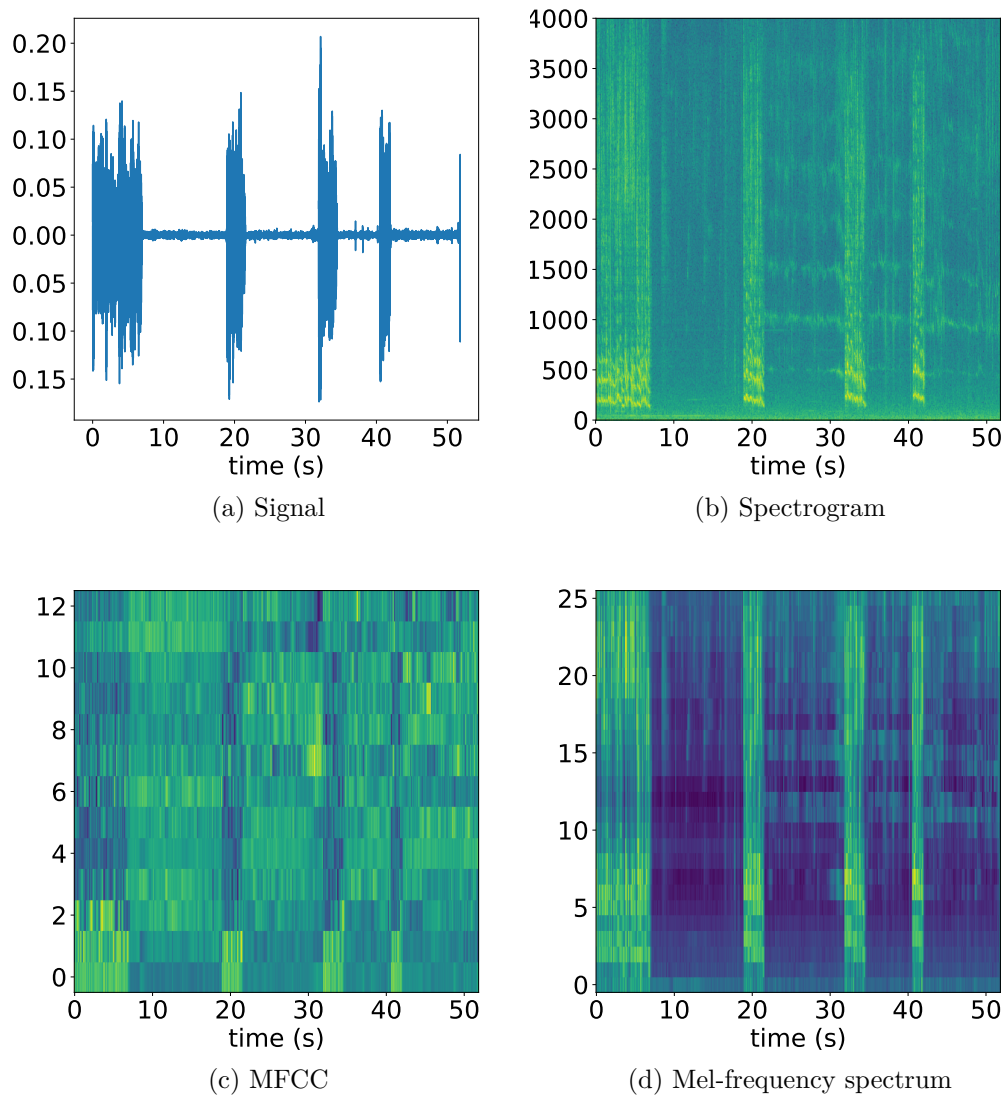 0.20
0.15
0.10
0.05
0.00
0.05
0.10
0.15
0 10 20 30 40 50
time (s)
(a) Signal
4000
3500
3000
2500
2000
1500
1000
500
0
0 10 20 30 40 50
time (s)
(b) Spectrogram
12
10
8
6
4
2
0
0 10 20 30 40 50
time (s)
(c) MFCC
25
20
15
10
5
0
0 10 20 30 40 50
time (s)
(d) Mel-frequency spectrum